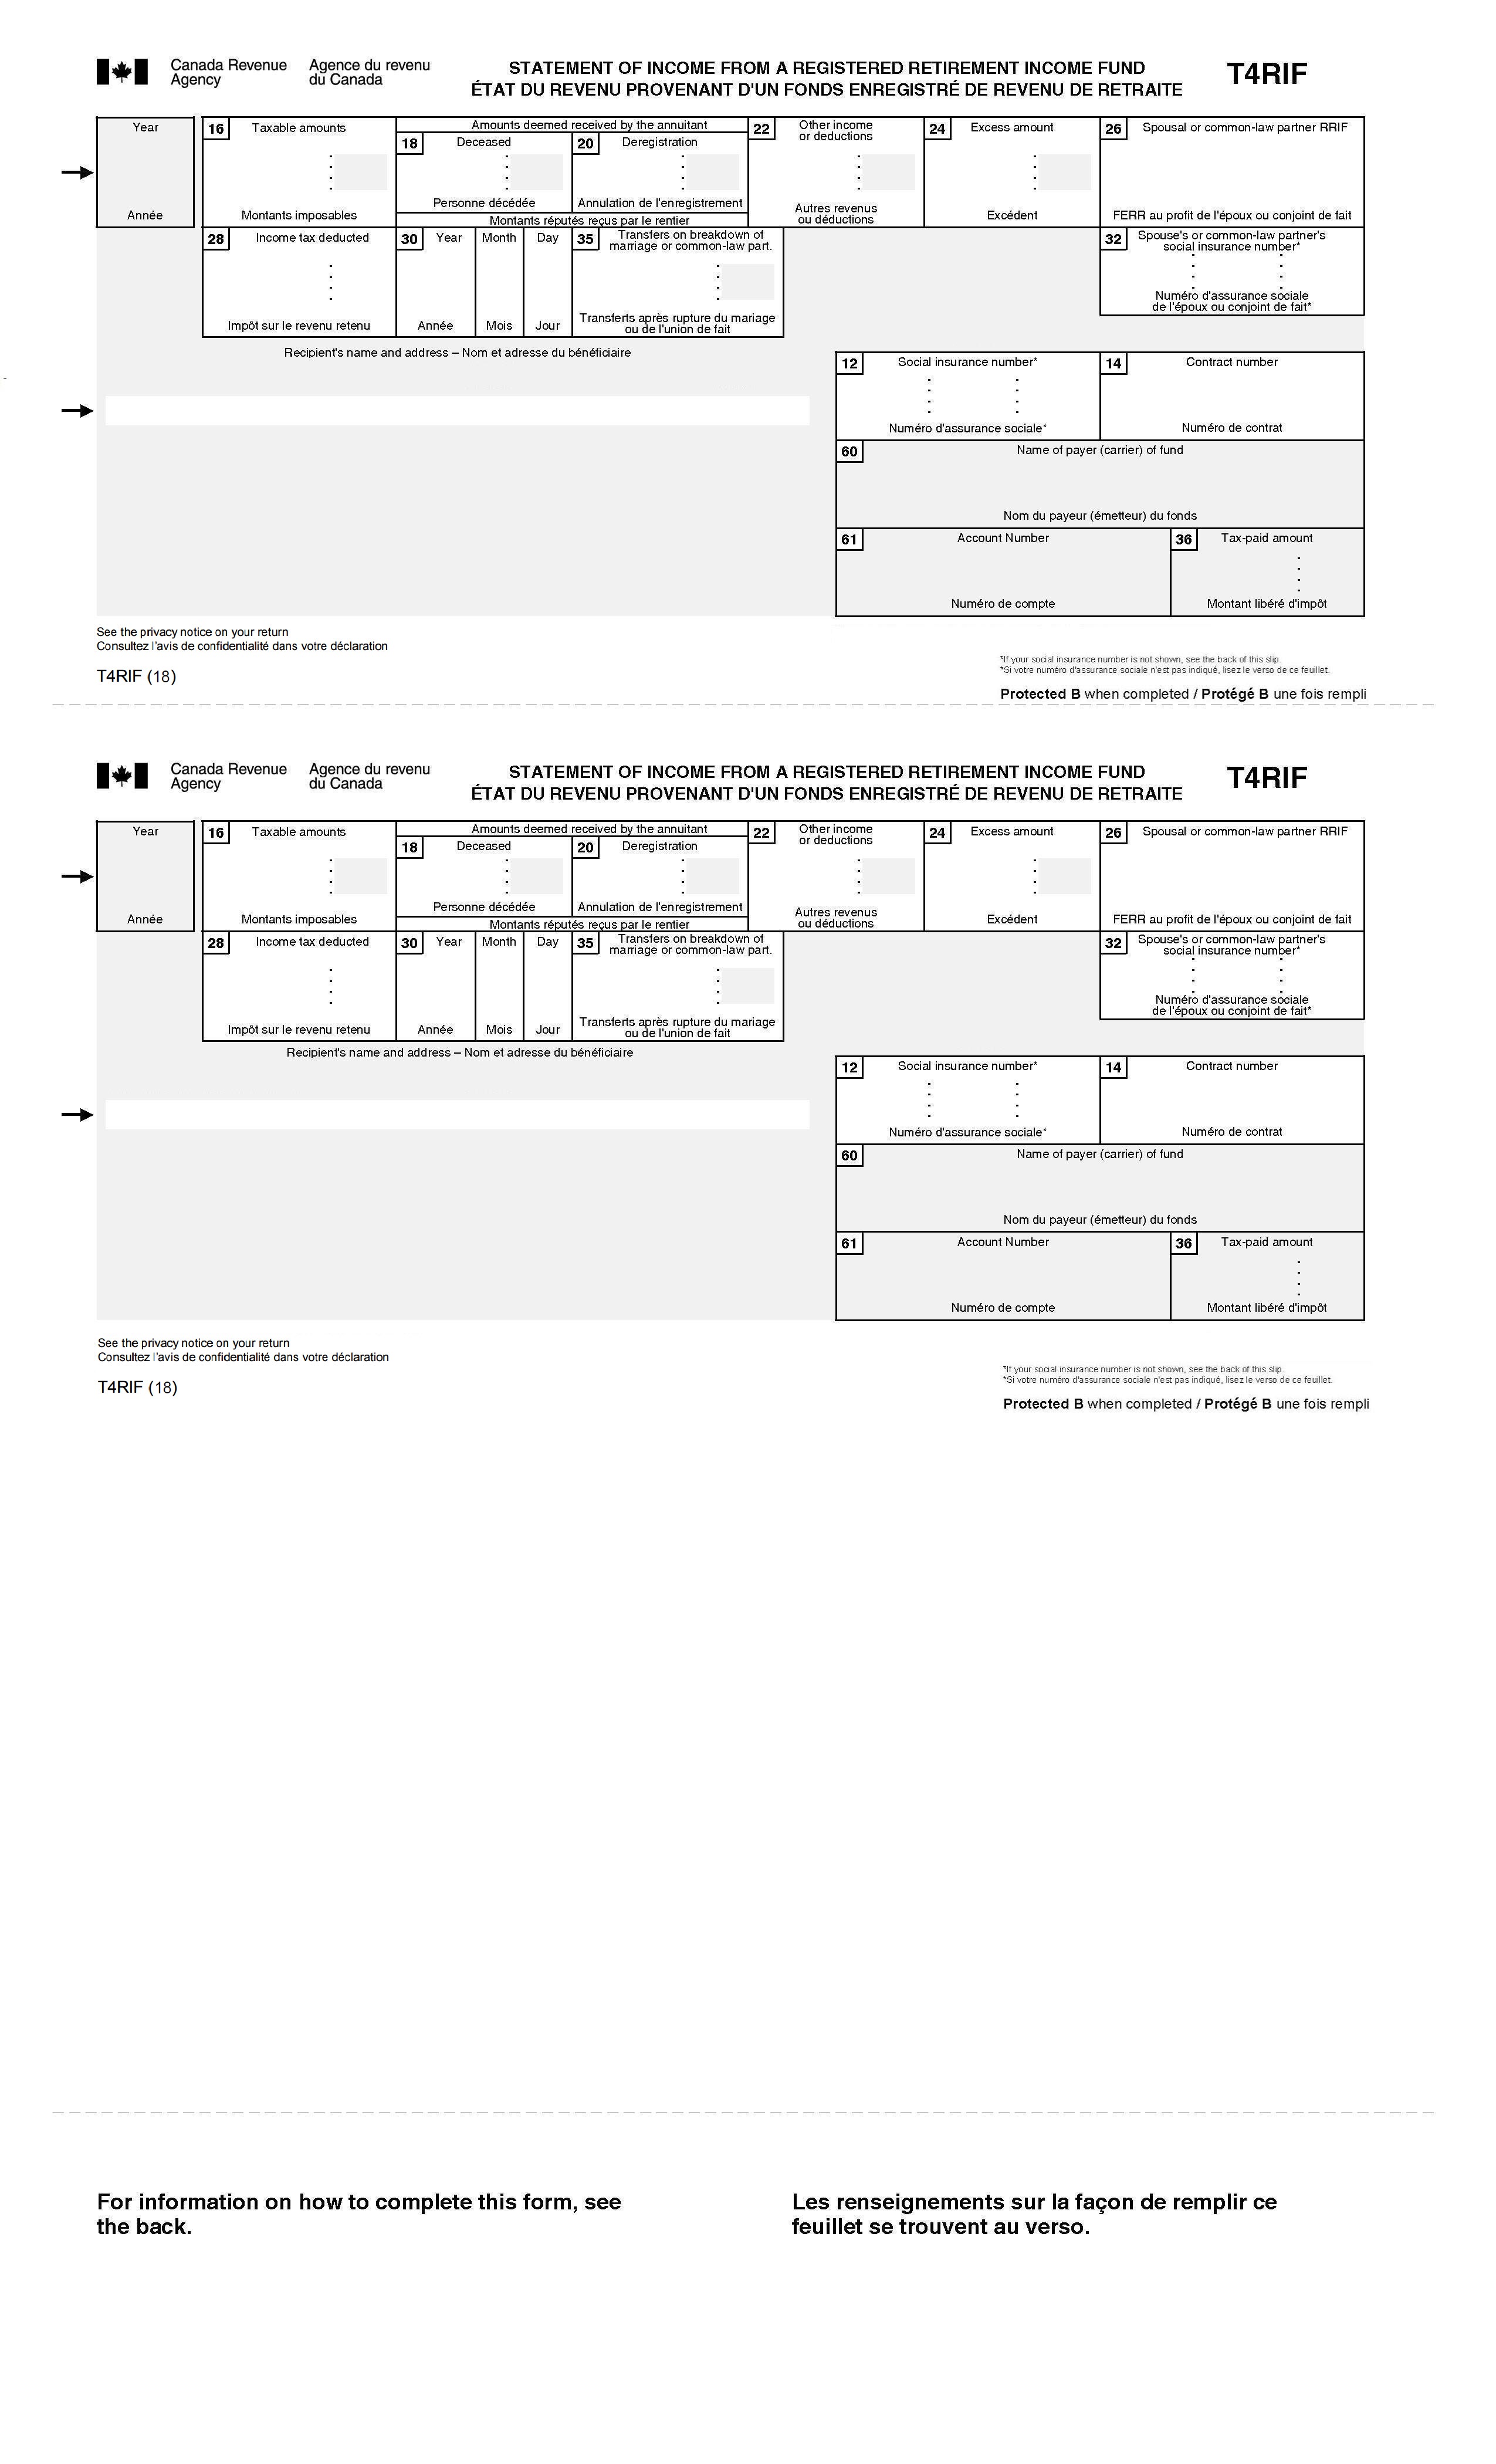 Canada Revenue Agency
Agence du revenu du Canada
STATEMENT OF INCOME FROM A REGISTERED RETIREMENT INCOME FUND
ÉTAT DU REVENU PROVENANT D'UN FONDS ENREGISTRÉ DE REVENU DE RETRAITE
T4RIF
Year
Année
16 Taxable amounts
Montants imposables
Amounts deemed received by the annuitant
18 Deceased
Personne décédée
20 Deregistration
Annulation de l'enregistrement
Montants réputés reçus par le rentier
22 Other income
or deductions
Autres revenus
ou déductions
24 Excess amount
Excédent
26 Spousal or common-law partner RRIF
FERR au profit de l'époux ou conjoint de fait
28 Income tax deducted
Impôt sur le revenu retenu
30 Year Month Day
Année Mois Jour
35 Transfers on breakdown of
marriage or common-law part.
Transferts après rupture du mariage
ou de l'union de fait
32 Spouse's or common-law partner's
social insurance number*
Numéro d'assurance sociale
de l'époux ou conjoint de fait*
Recipient's name and address – Nom et adresse du bénéficiaire
12 Social insurance number*
Numéro d'assurance sociale*
14 Contract number
Numéro de contrat
60 Name of payer (carrier) of fund
Nom du payeur (émetteur) du fonds
61 Account Number
Numéro de compte
36 Tax-paid amount
Montant libéré d'impôt
See the privacy notice on your return
Consultez l'avis de confidentialité dans votre déclaration
T4RIF (18)
*If your social insurance number is not shown, see the back of this slip.
*Si votre numéro d'assurance sociale n'est pas indiqué, lisez le verso de ce feuillet.
Protected B when completed / Protégé B une fois rempli
Canada Revenue Agency
Agence du revenu du Canada
STATEMENT OF INCOME FROM A REGISTERED RETIREMENT INCOME FUND
ÉTAT DU REVENU PROVENANT D'UN FONDS ENREGISTRÉ DE REVENU DE RETRAITE
T4RIF
Year
Année
16 Taxable amounts
Montants imposables
Amounts deemed received by the annuitant
18 Deceased
Personne décédée
20 Deregistration
Annulation de l'enregistrement
Montants réputés reçus par le rentier
22 Other income
or deductions
Autres revenus
ou déductions
24 Excess amount
Excédent
26 Spousal or common-law partner RRIF
FERR au profit de l'époux ou conjoint de fait
28 Income tax deducted
Impôt sur le revenu retenu
30 Year Month Day
Année Mois Jour
35 Transfers on breakdown of
marriage or common-law part.
Transferts après rupture du mariage
ou de l'union de fait
32 Spouse's or common-law partner's
social insurance number*
Numéro d'assurance sociale
de l'époux ou conjoint de fait*
Recipient's name and address – Nom et adresse du bénéficiaire
12 Social insurance number*
Numéro d'assurance sociale*
14 Contract number
Numéro de contrat
60 Name of payer (carrier) of fund
Nom du payeur (émetteur) du fonds
61 Account Number
Numéro de compte
36 Tax-paid amount
Montant libéré d'impôt
See the privacy notice on your return
Consultez l'avis de confidentialité dans votre déclaration
T4RIF (18)
*If your social insurance number is not shown, see the back of this slip.
*Si votre numéro d'assurance sociale n'est pas indiqué, lisez le verso de ce feuillet.
Protected B when completed / Protégé B une fois rempli
For information on how to complete this form, see
the back.
Les renseignements sur la façon de remplir ce
feuillet se trouvent au verso.